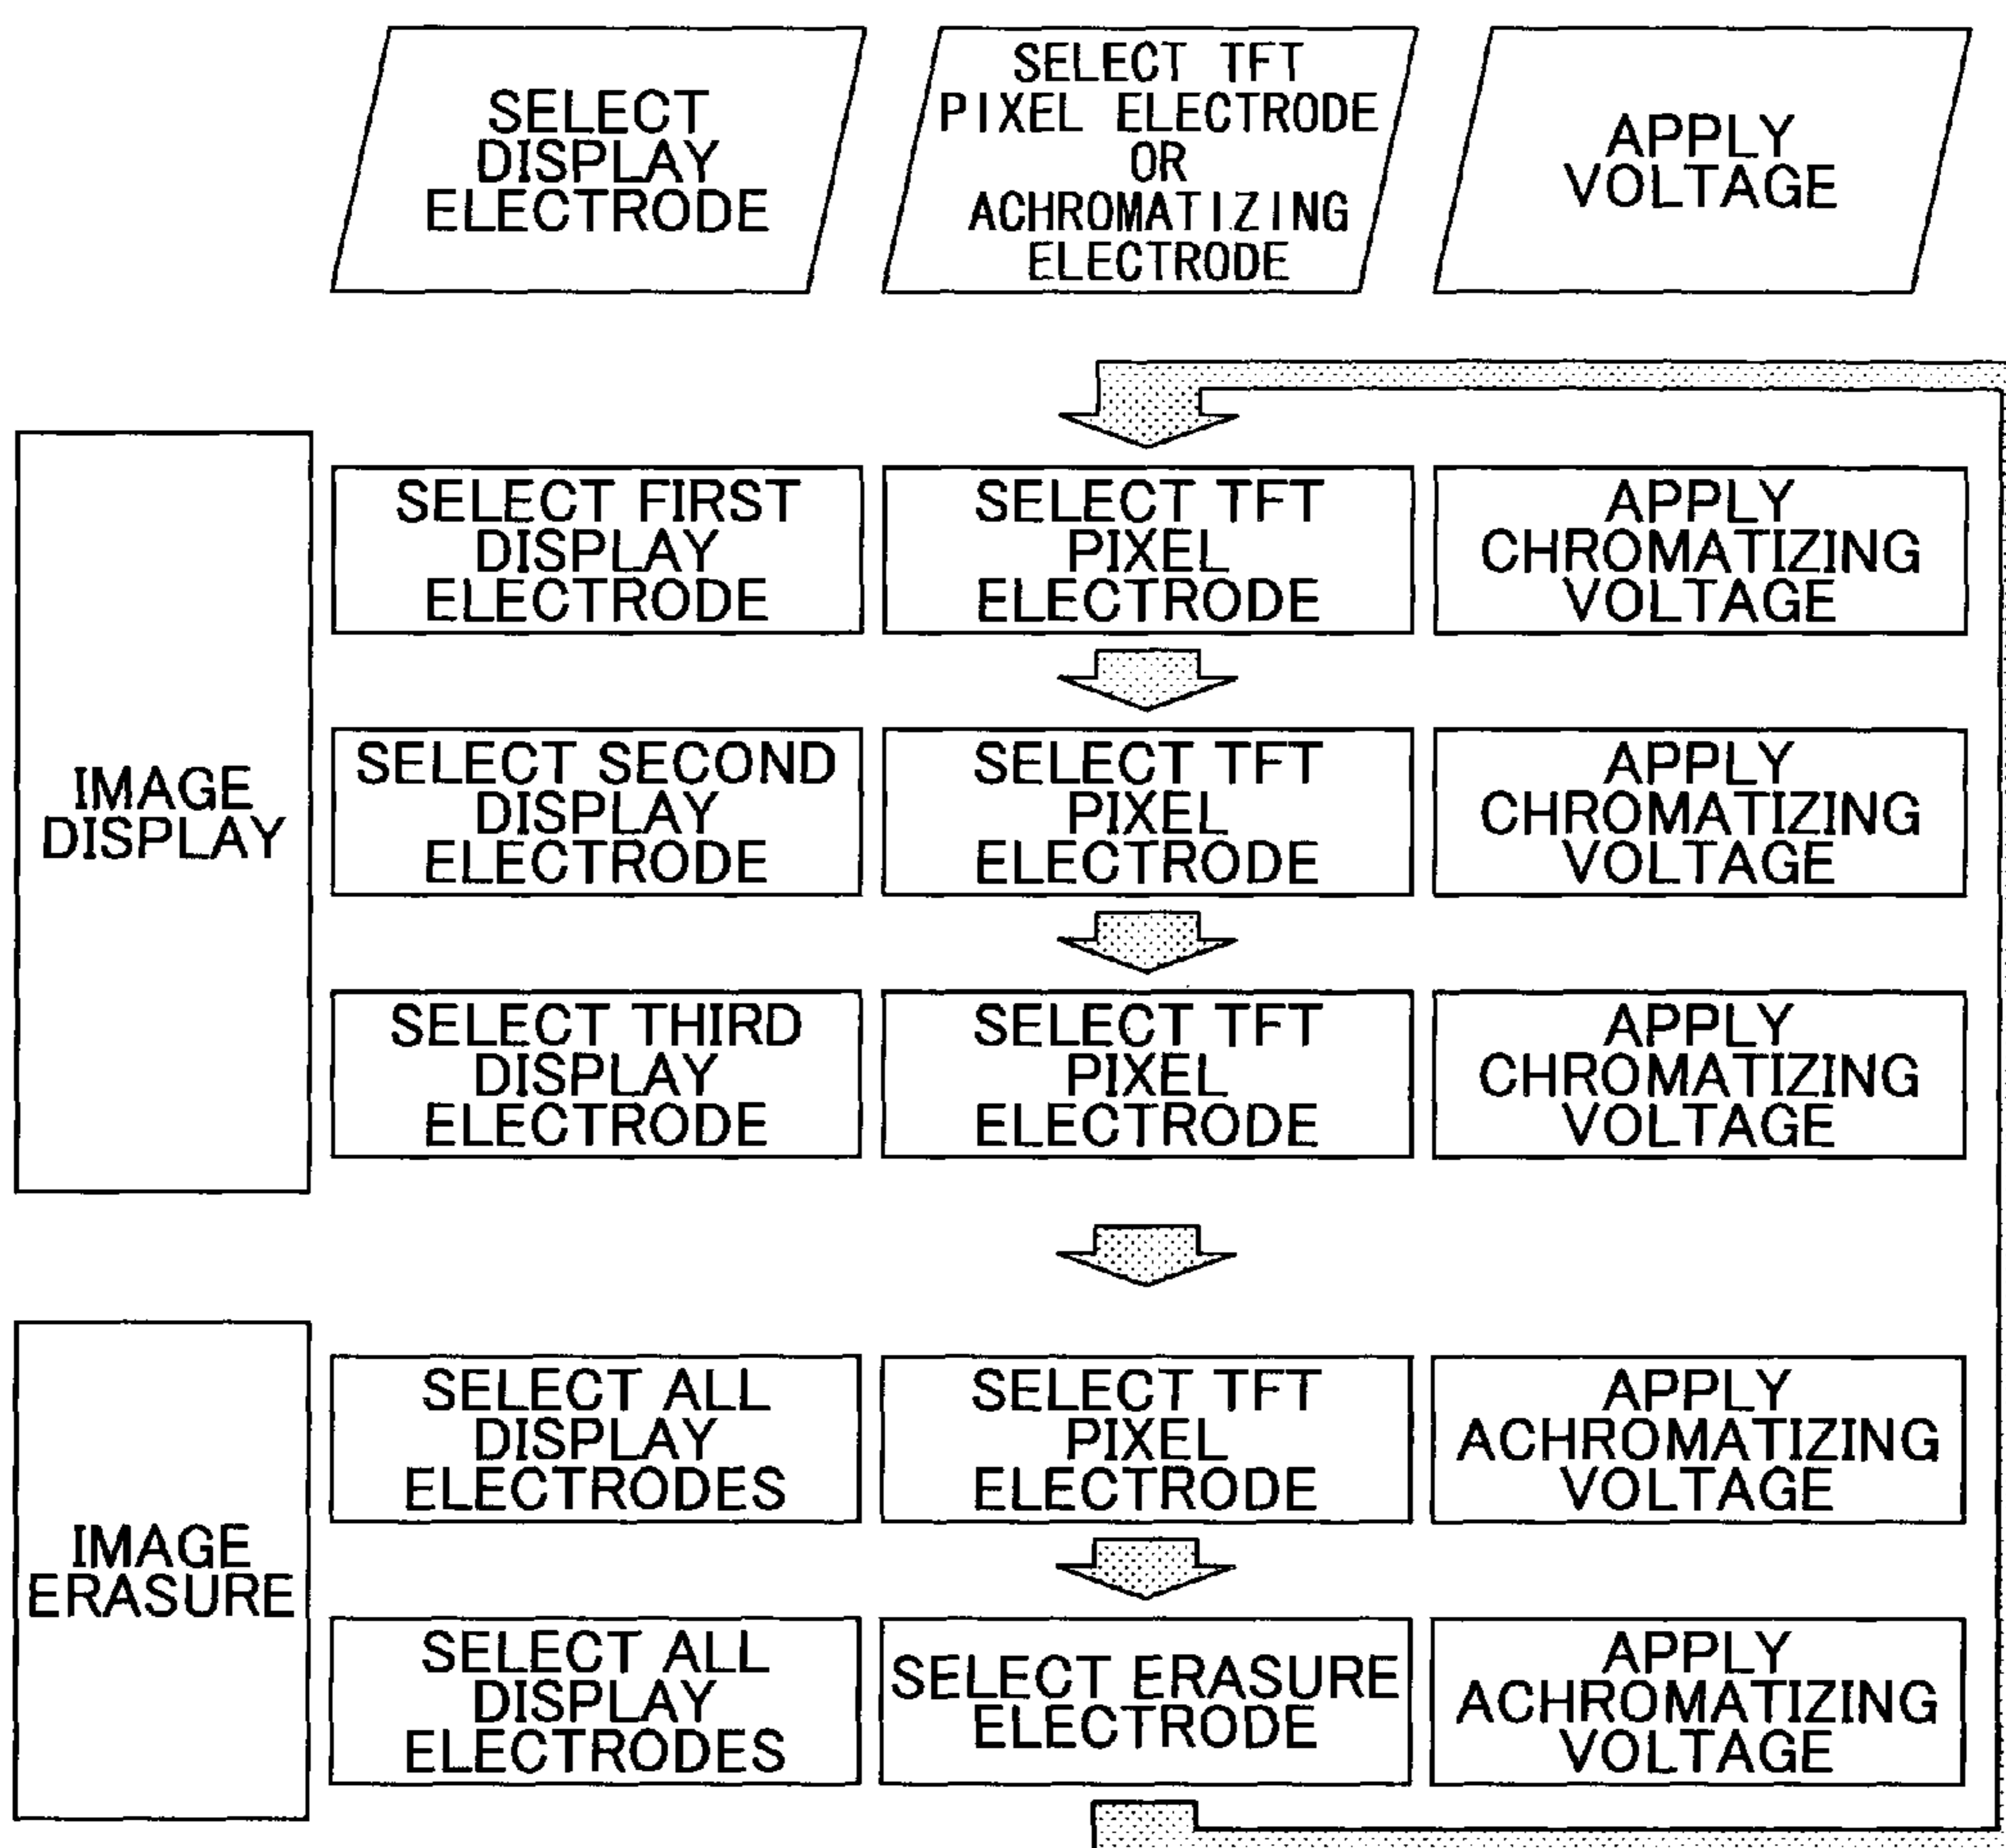 SELECT
DISPLAY
ELECTRODE
SELECT TFT
PIXEL ELECTRODE
OR
ACHROMATIZING
ELECTRODE
APPLY
VOLTAGE
IMAGE
DISPLAY
SELECT FIRST
DISPLAY
ELECTRODE
SELECT TFT
PIXEL
ELECTRODE
APPLY
CHROMATIZING
VOLTAGE
SELECT SECOND
DISPLAY
ELECTRODE
SELECT TFT
PIXEL
ELECTRODE
APPLY
CHROMATIZING
VOLTAGE
SELECT THIRD
DISPLAY
ELECTRODE
SELECT TFT
PIXEL
ELECTRODE
APPLY
CHROMATIZING
VOLTAGE
IMAGE
ERASURE
SELECT ALL
DISPLAY
ELECTRODES
SELECT TFT
PIXEL
ELECTRODE
APPLY
ACHROMATIZING
VOLTAGE
SELECT ALL
DISPLAY
ELECTRODES
SELECT ERASURE
ELECTRODE
APPLY
ACHROMATIZING
VOLTAGE